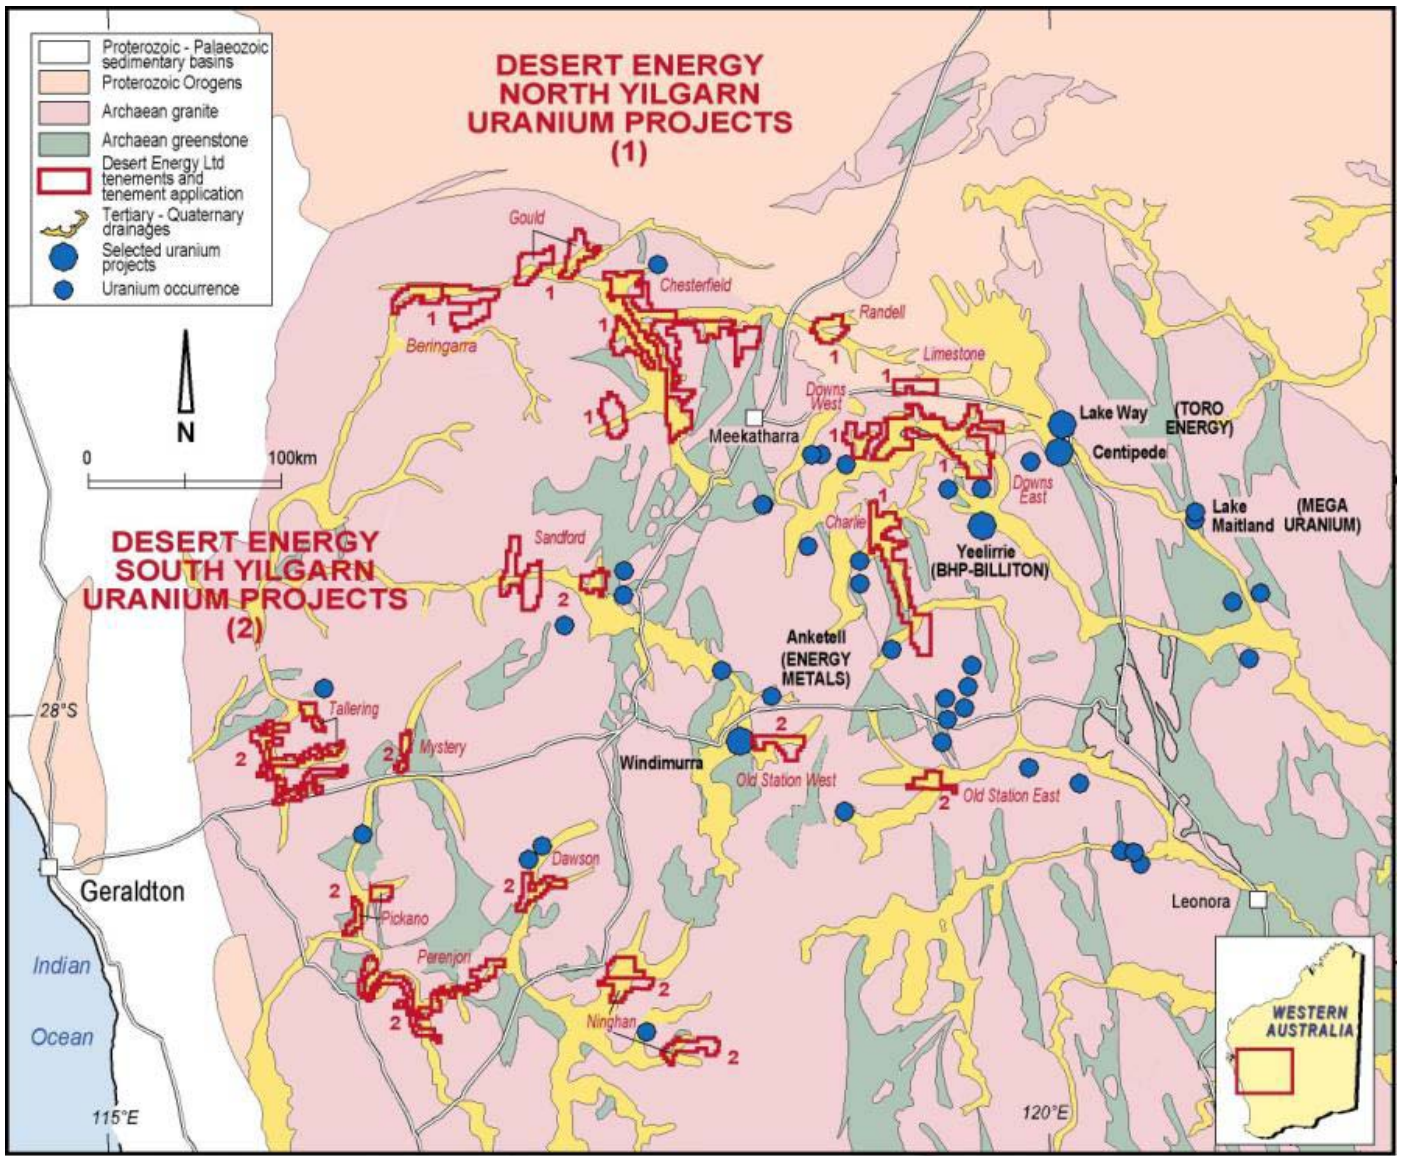 Proterozoic - Palaeozoic
sedimentary basins
Proterozoic Orogens
Archaean granite
Archaean greenstone
Desert Energy Ltd
tenements and
tenement application
Tertiary - Quaternary
drainages
Selected uranium
projects
Uranium occurrence
DESERT ENERGY
NORTH YILGARN
URANIUM PROJECTS
(1)
Gould
1
Chesterfield
1
Beringarra
1
Randell
1
Limestone
1
Downs
West
1
1
Meekatharra
N
0
100km
Lake Way
(TORO
ENERGY)
Centipede
1
Downs
East
Lake
Maitland
(MEGA
URANIUM)
Charlie
1
Yeelirrie
(BHP-BILLITON)
DESERT ENERGY
SOUTH YILGARN
URANIUM PROJECTS
(2)
Sandford
2
Anketell
(ENERGY
METALS)
28°S
Tallering
2
Mystery
2
Windimurra
2
Old Station West
Old Station East
2
Geraldton
Dawson
2
2
Pickano
Leonora
Perenjori
2
Indian
Ocean
2
Ninghan
2
WESTERN
AUSTRALIA
115°E
120°E